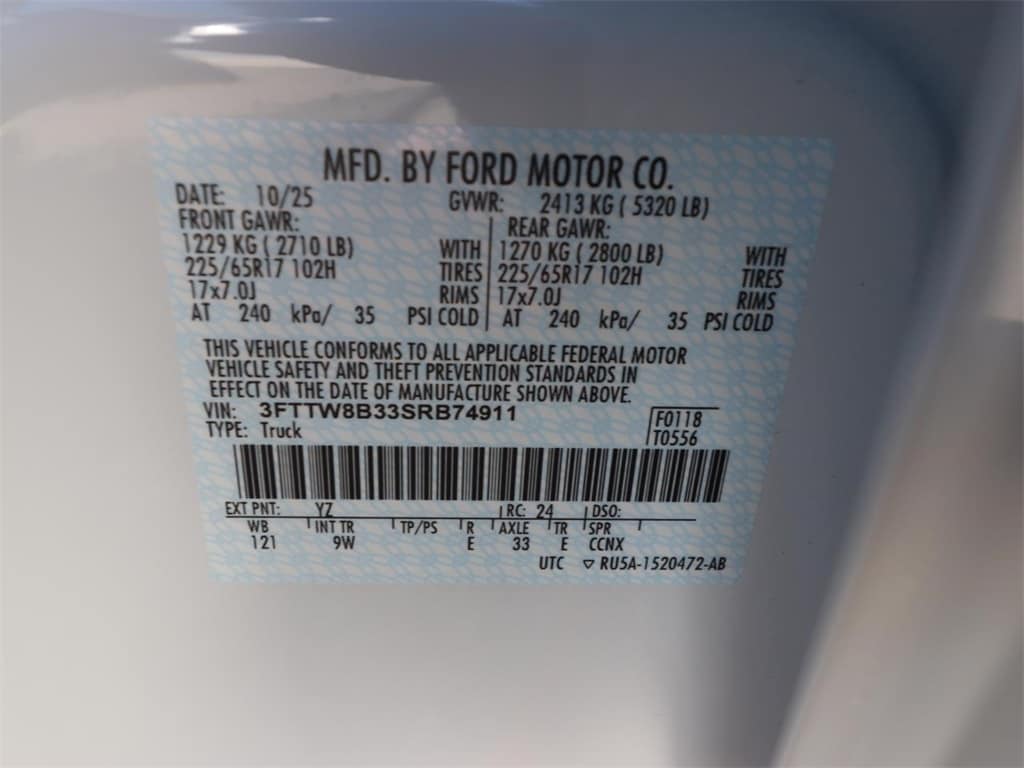 MFD. BY FORD MOTOR CO.
DATE: 10/25 GVWR: 2413 KG ( 5320 LB)
FRONT GAWR: REAR GAWR:
1229 KG ( 2710 LB) WITH 1270 KG ( 2800 LB) WITH
225/65R17 102H TIRES 225/65R17 102H TIRES
17x7.0J RIMS 17x7.0J RIMS
AT 240 kPa/ 35 PSI COLD AT 240 kPa/ 35 PSI COLD
THIS VEHICLE CONFORMS TO ALL APPLICABLE FEDERAL MOTOR
VEHICLE SAFETY AND THEFT PREVENTION STANDARDS IN
EFFECT ON THE DATE OF MANUFACTURE SHOWN ABOVE.
VIN: 3FTTW8B33SRB74911 F0118
TYPE: Truck T0556
EXT PNT: YZ RC: 24 DSO:
WB INT TR TP/PS R AXLE TR SPR
121 9W E 33 E CCNX
UTC ▽ RU5A-1520472-AB